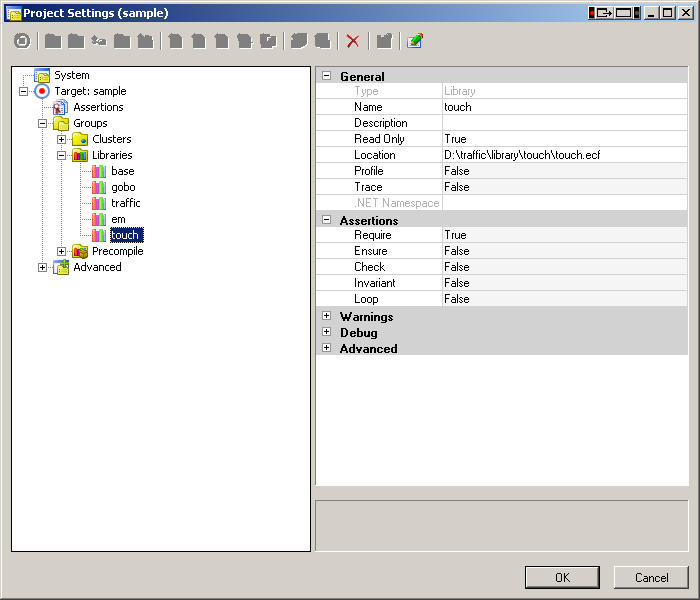 Project Settings (sample)
System
Target: sample
Assertions
Groups
Clusters
Libraries
base
gobo
traffic
em
touch
Precompile
Advanced
General
Type Library
Name touch
Description
Read Only True
Location D:\traffic\library\touch\touch.ecf
Profile False
Trace False
.NET Namespace
Assertions
Require True
Ensure False
Check False
Invariant False
Loop False
Warnings
Debug
Advanced
OK Cancel